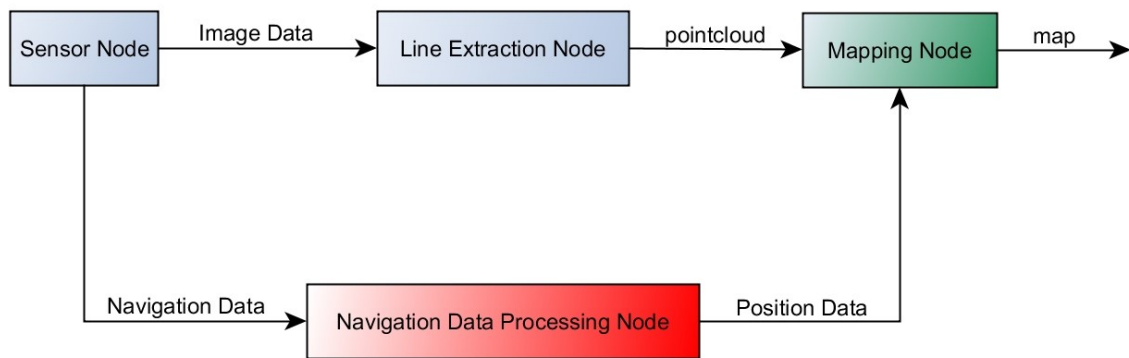 Sensor Node
Image Data
Line Extraction Node
pointcloud
Mapping Node
map
Navigation Data
Navigation Data Processing Node
Position Data